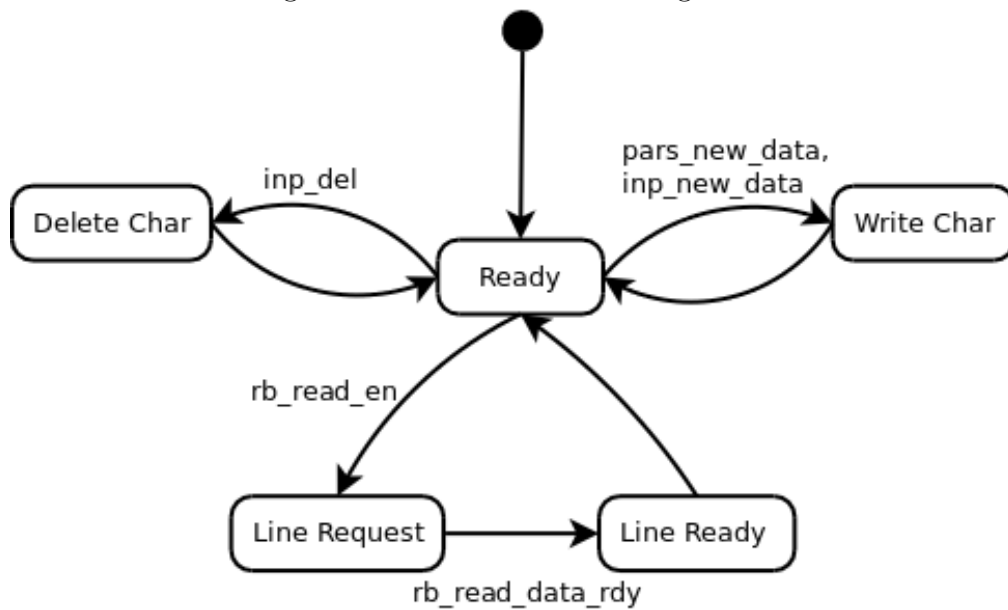 pars_new_data,
inp_new_data
inp_del
Delete Char
Write Char
Ready
rb_read_en
Line Request
Line Ready
rb_read_data_rdy